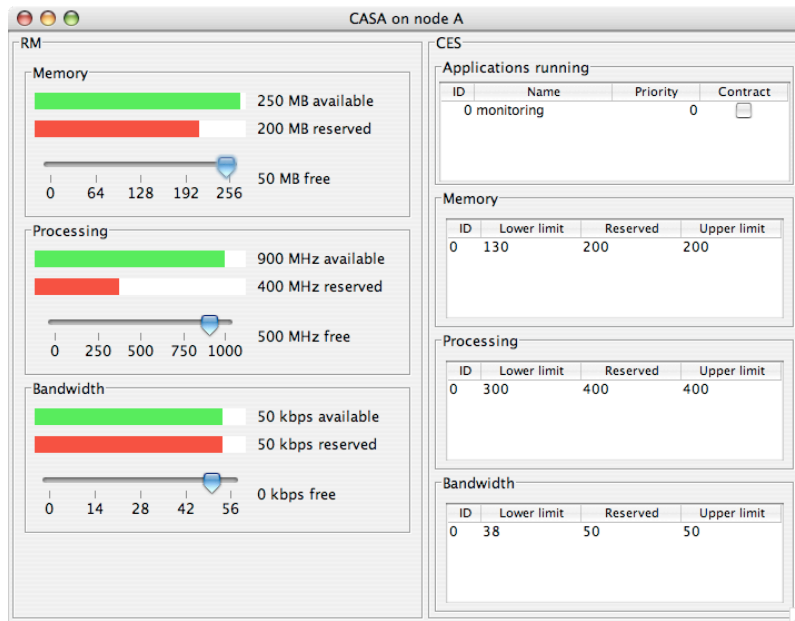 CASA on node A
RM
Memory
250 MB available
200 MB reserved
50 MB free
0 64 128 192 256
Processing
900 MHz available
400 MHz reserved
500 MHz free
0 250 500 750 1000
Bandwidth
50 kbps available
50 kbps reserved
0 kbps free
0 14 28 42 56
CES
Applications running
ID Name Priority Contract
0 monitoring 0
Memory
ID Lower limit Reserved Upper limit
0 130 200 200
Processing
ID Lower limit Reserved Upper limit
0 300 400 400
Bandwidth
ID Lower limit Reserved Upper limit
0 38 50 50